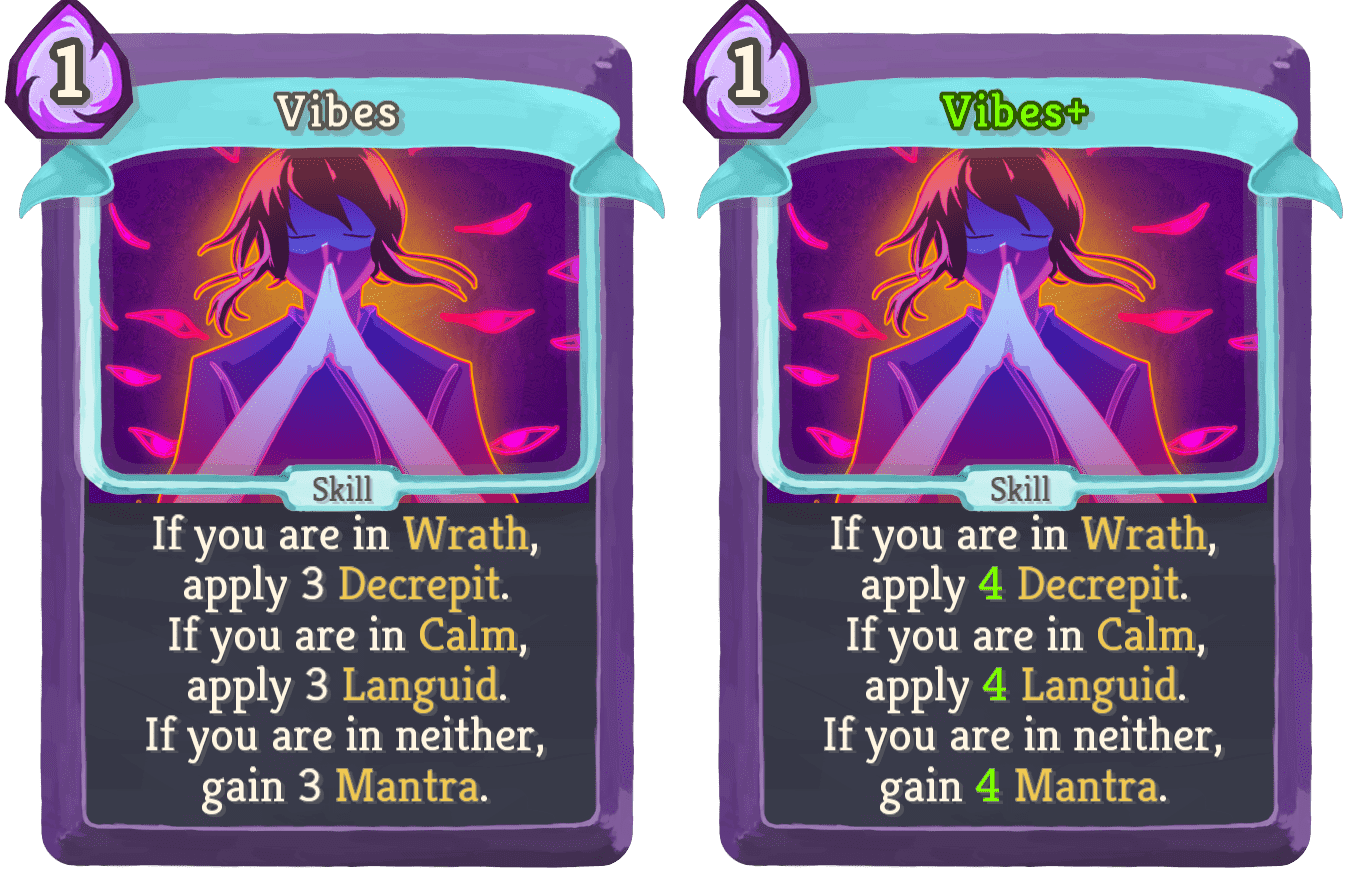 1
Vibes
Skill
If you are in Wrath,
apply 3 Decrepit.
If you are in Calm,
apply 3 Languid.
If you are in neither,
gain 3 Mantra.
1
Vibes+
Skill
If you are in Wrath,
apply 4 Decrepit.
If you are in Calm,
apply 4 Languid.
If you are in neither,
gain 4 Mantra.